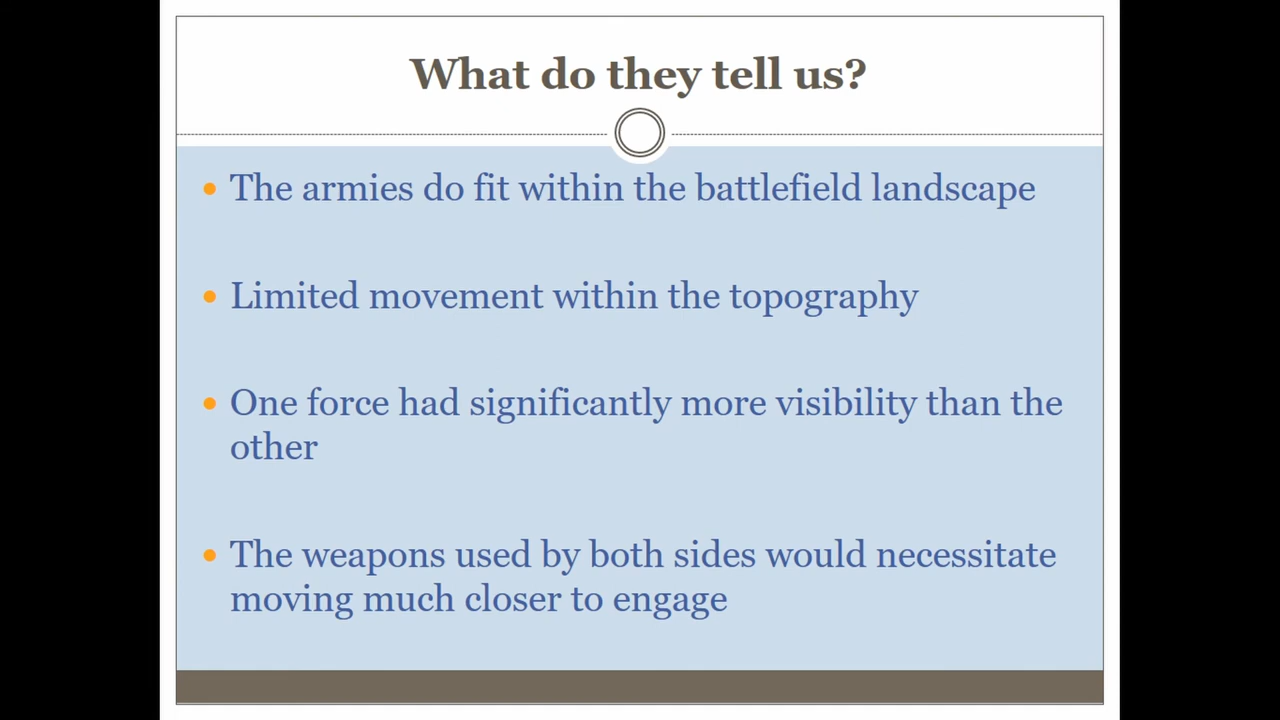 What do they tell us?
The armies do fit within the battlefield landscape
Limited movement within the topography
One force had significantly more visibility than the
other
The weapons used by both sides would necessitate
moving much closer to engage